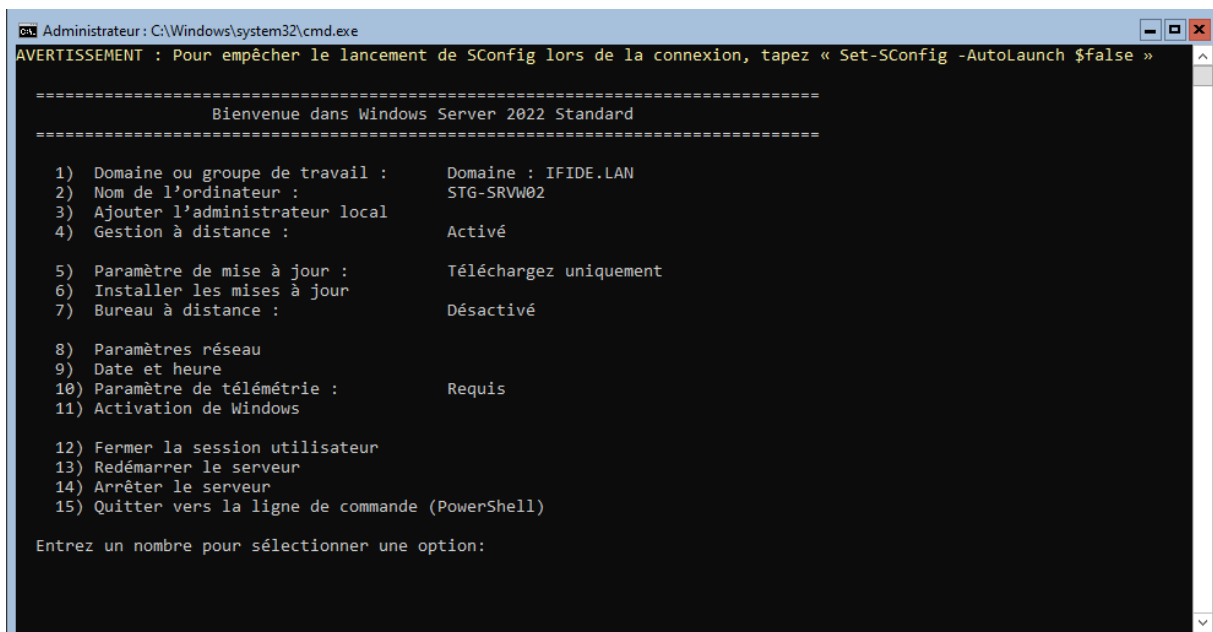 Administrateur : C:\Windows\system32\cmd.exe
AVERTISSEMENT : Pour empêcher le lancement de SConfig lors de la connexion, tapez « Set-SConfig -AutoLaunch $false »
================================================================================
Bienvenue dans Windows Server 2022 Standard
================================================================================
1) Domaine ou groupe de travail : Domaine : IFIDE.LAN
2) Nom de l’ordinateur : STG-SRVW02
3) Ajouter l’administrateur local
4) Gestion à distance : Activé
5) Paramètre de mise à jour : Téléchargez uniquement
6) Installer les mises à jour
7) Bureau à distance : Désactivé
8) Paramètres réseau
9) Date et heure
10) Paramètre de télémétrie : Requis
11) Activation de Windows
12) Fermer la session utilisateur
13) Redémarrer le serveur
14) Arrêter le serveur
15) Quitter vers la ligne de commande (PowerShell)
Entrez un nombre pour sélectionner une option: